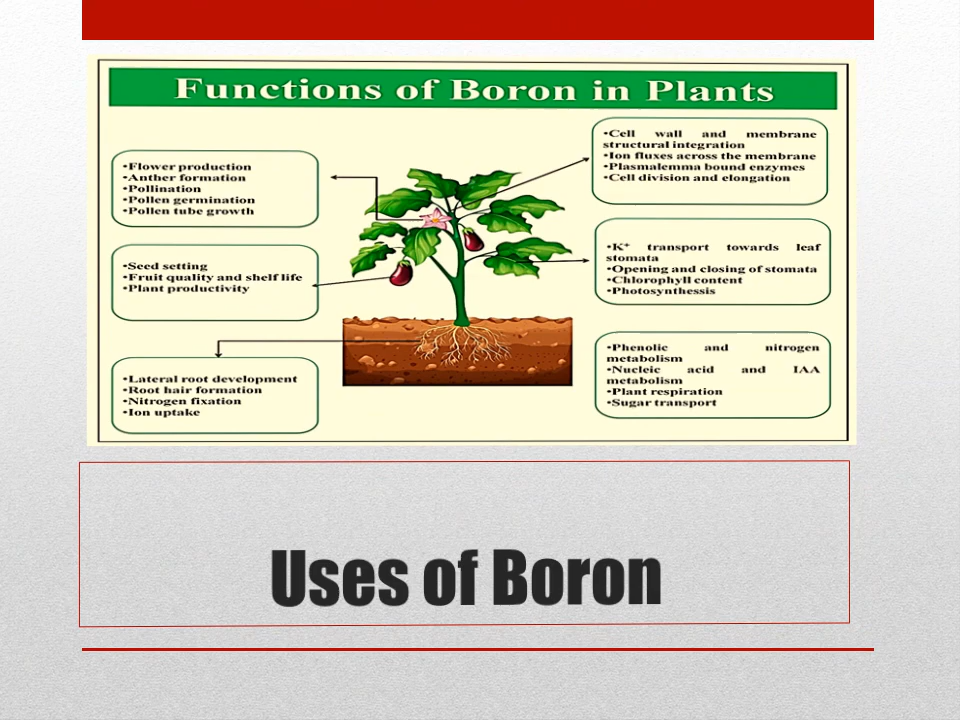 Functions of Boron in Plants
•Flower production
•Anther formation
•Pollination
•Pollen germination
•Pollen tube growth
•Seed setting
•Fruit quality and shelf life
•Plant productivity
•Lateral root development
•Root hair formation
•Nitrogen fixation
•Ion uptake
•Cell wall and membrane
structural integration
•Ion fluxes across the membrane
•Plasmalemma bound enzymes
•Cell division and elongation
•K⁺ transport towards leaf
stomata
•Opening and closing of stomata
•Chlorophyll content
•Photosynthessis
•Phenolic and nitrogen
metabolism
•Nucleic acid and IAA
metabolism
•Plant respiration
•Sugar transport
Uses of Boron